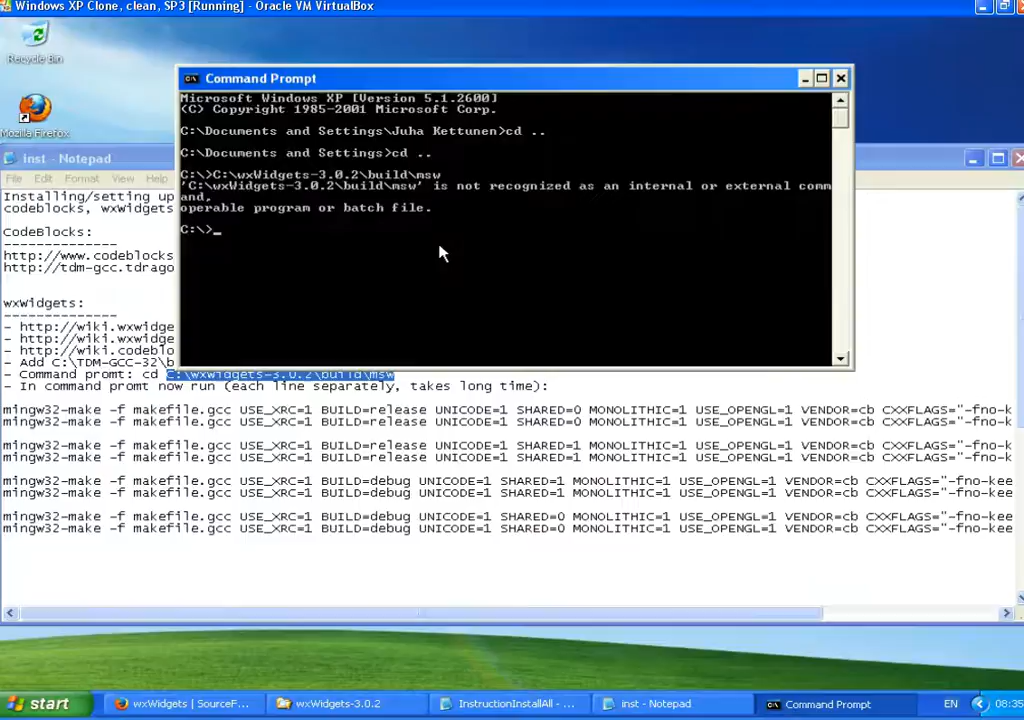 Windows XP Clone, clean, SP3 [Running] - Oracle VM VirtualBox
Recycle Bin
Mozilla Firefox
Command Prompt
Microsoft Windows XP [Version 5.1.2600]
(C) Copyright 1985-2001 Microsoft Corp.
C:\Documents and Settings\Juha Kettunen>cd ..
C:\Documents and Settings>cd ..
C:\>C:\wxWidgets-3.0.2\build\msw
'C:\wxWidgets-3.0.2\build\msw' is not recognized as an internal or external comm
and,
operable program or batch file.
C:\>_
inst - Notepad
File Edit Format View Help
Installing/setting up
codeblocks, wxwidgets
CodeBlocks:
--------------
http://www.codeblocks
http://tdm-gcc.tdrago
wxwidgets:
--------------
- http://wiki.wxwidge
- http://wiki.wxwidge
- http://wiki.codeblo
- Add C:\TDM-GCC-32\b
- Command promt: cd C:\wxwidgets-3.0.2\build\msw
- In command promt now run (each line separately, takes long time):
mingw32-make -f makefile.gcc USE_XRC=1 BUILD=release UNICODE=1 SHARED=0 MONOLITHIC=1 USE_OPENGL=1 VENDOR=cb CXXFLAGS="-fno-k
mingw32-make -f makefile.gcc USE_XRC=1 BUILD=release UNICODE=1 SHARED=0 MONOLITHIC=1 USE_OPENGL=1 VENDOR=cb CXXFLAGS="-fno-k
mingw32-make -f makefile.gcc USE_XRC=1 BUILD=release UNICODE=1 SHARED=1 MONOLITHIC=1 USE_OPENGL=1 VENDOR=cb CXXFLAGS="-fno-k
mingw32-make -f makefile.gcc USE_XRC=1 BUILD=release UNICODE=1 SHARED=1 MONOLITHIC=1 USE_OPENGL=1 VENDOR=cb CXXFLAGS="-fno-k
mingw32-make -f makefile.gcc USE_XRC=1 BUILD=debug UNICODE=1 SHARED=1 MONOLITHIC=1 USE_OPENGL=1 VENDOR=cb CXXFLAGS="-fno-kee
mingw32-make -f makefile.gcc USE_XRC=1 BUILD=debug UNICODE=1 SHARED=1 MONOLITHIC=1 USE_OPENGL=1 VENDOR=cb CXXFLAGS="-fno-kee
mingw32-make -f makefile.gcc USE_XRC=1 BUILD=debug UNICODE=1 SHARED=0 MONOLITHIC=1 USE_OPENGL=1 VENDOR=cb CXXFLAGS="-fno-kee
mingw32-make -f makefile.gcc USE_XRC=1 BUILD=debug UNICODE=1 SHARED=0 MONOLITHIC=1 USE_OPENGL=1 VENDOR=cb CXXFLAGS="-fno-kee
start
wxWidgets | SourceF...
wxWidgets-3.0.2
InstructionInstallAll - ...
inst - Notepad
Command Prompt
EN
08:35